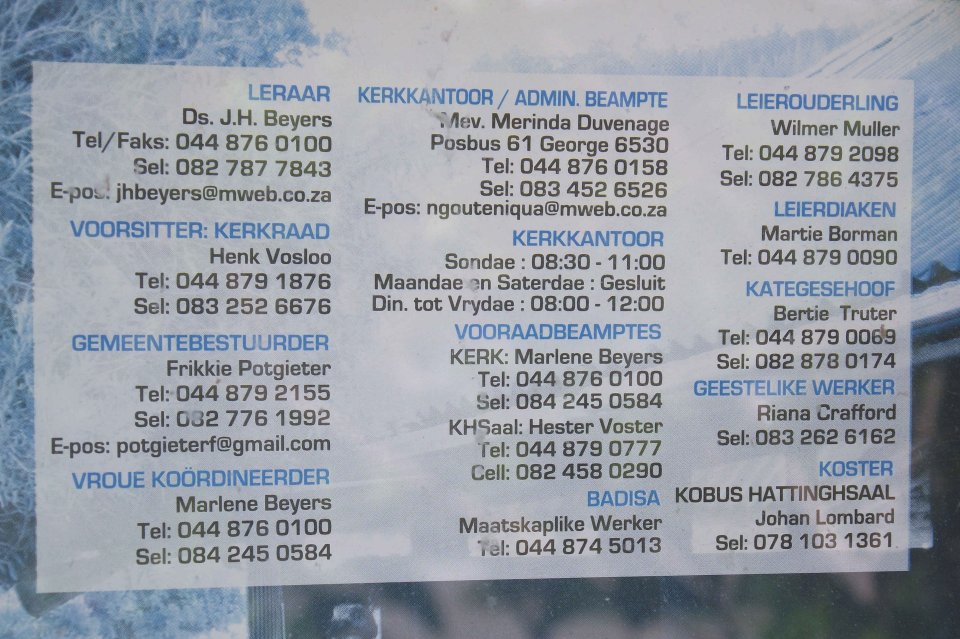 LERAAR
Ds. J.H. Beyers
Tel/Faks: 044 876 0100
Sel: 082 787 7843
E-pos: jhbeyers@mweb.co.za
VOORSITTER: KERKRAAD
Henk Vosloo
Tel: 044 879 1876
Sel: 083 252 6676
GEMEENTEBESTUURDER
Frikkie Potgieter
Tel: 044 879 2155
Sel: 082 776 1992
E-pos: potgieterf@gmail.com
VROUE KOÖRDINEERDER
Marlene Beyers
Tel: 044 876 0100
Sel: 084 245 0584
KERKKANTOOR / ADMIN. BEAMPTE
Mev. Merinda Duvenage
Posbus 61 George 6530
Tel: 044 876 0158
Sel: 083 452 6526
E-pos: ngouteniqua@mweb.co.za
KERKKANTOOR
Sondae : 08:30 - 11:00
Maandae en Saterdae : Gesluit
Din. tot Vrydae : 08:00 - 12:00
VOORAADBEAMPTES
KERK: Marlene Beyers
Tel: 044 876 0100
Sel: 084 245 0584
KHSaal: Hester Voster
Tel: 044 879 0777
Cell: 082 458 0290
BADISA
Maatskaplike Werker
Tel: 044 874 5013
LEIEROUDERLING
Wilmer Muller
Tel: 044 879 2098
Sel: 082 786 4375
LEIERDIAKEN
Martie Borman
Tel: 044 879 0090
KATEGESEHOOF
Bertie Truter
Tel: 044 879 0069
Sel: 082 878 0174
GEESTELIKE WERKER
Riana Crafford
Sel: 083 262 6162
KOSTER
KOBUS HATTINGHSAAL
Johan Lombard
Sel: 078 103 1361